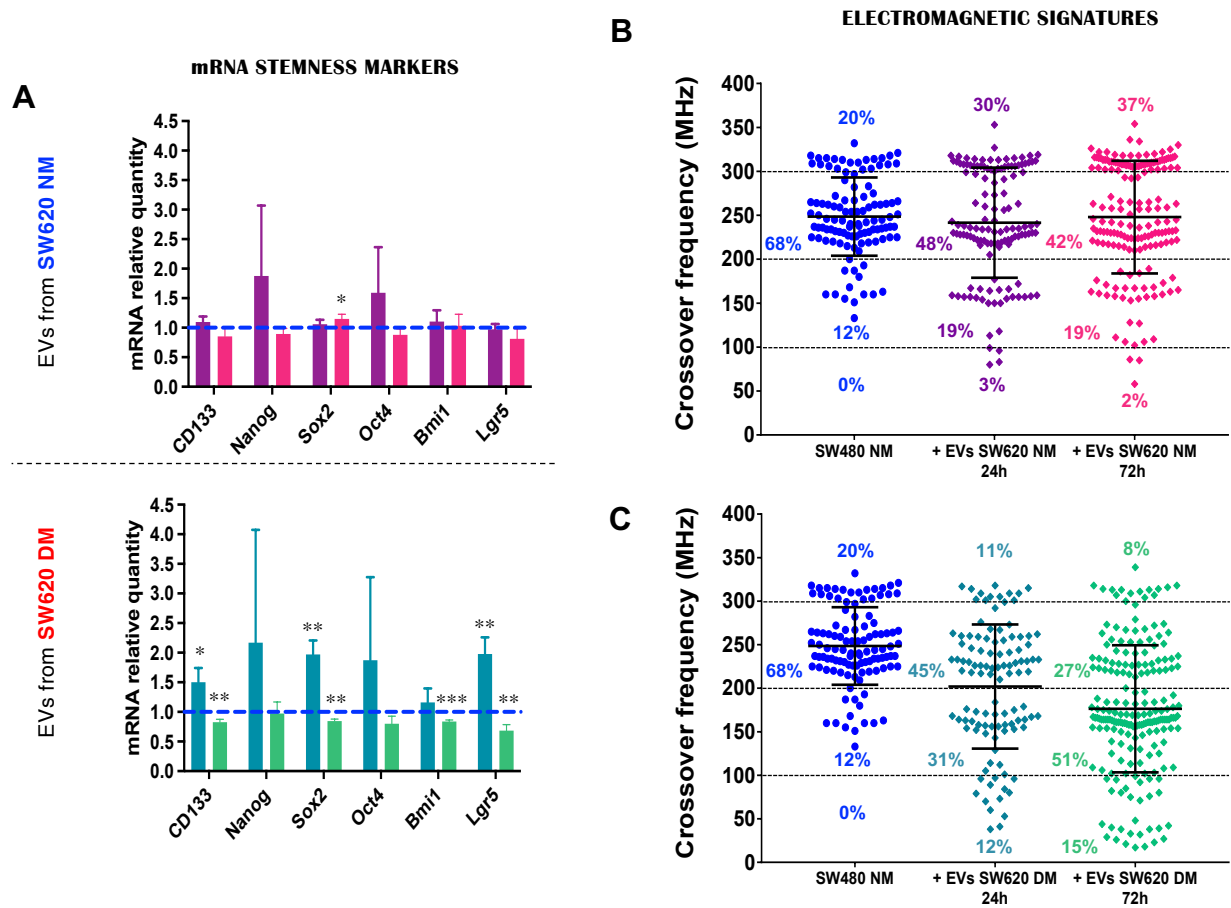 mRNA STEMNESS MARKERS
A
EVs from SW620 NM
mRNA relative quantity
4.5
4.0
3.5
3.0
2.5
2.0
1.5
1.0
0.5
0.0
*
CD133
Nanog
Sox2
Oct4
Bmi1
Lgr5
EVs from SW620 DM
mRNA relative quantity
4.5
4.0
3.5
3.0
2.5
2.0
1.5
1.0
0.5
0.0
*
**
**
**
***
**
**
CD133
Nanog
Sox2
Oct4
Bmi1
Lgr5
ELECTROMAGNETIC SIGNATURES
B
Crossover frequency (MHz)
400
350
300
250
200
150
100
50
0
20%
30%
37%
68%
48%
42%
12%
19%
19%
0%
3%
2%
SW480 NM
+ EVs SW620 NM
24h
+ EVs SW620 NM
72h
C
Crossover frequency (MHz)
400
350
300
250
200
150
100
50
0
20%
11%
8%
68%
45%
27%
12%
31%
51%
0%
12%
15%
SW480 NM
+ EVs SW620 DM
24h
+ EVs SW620 DM
72h